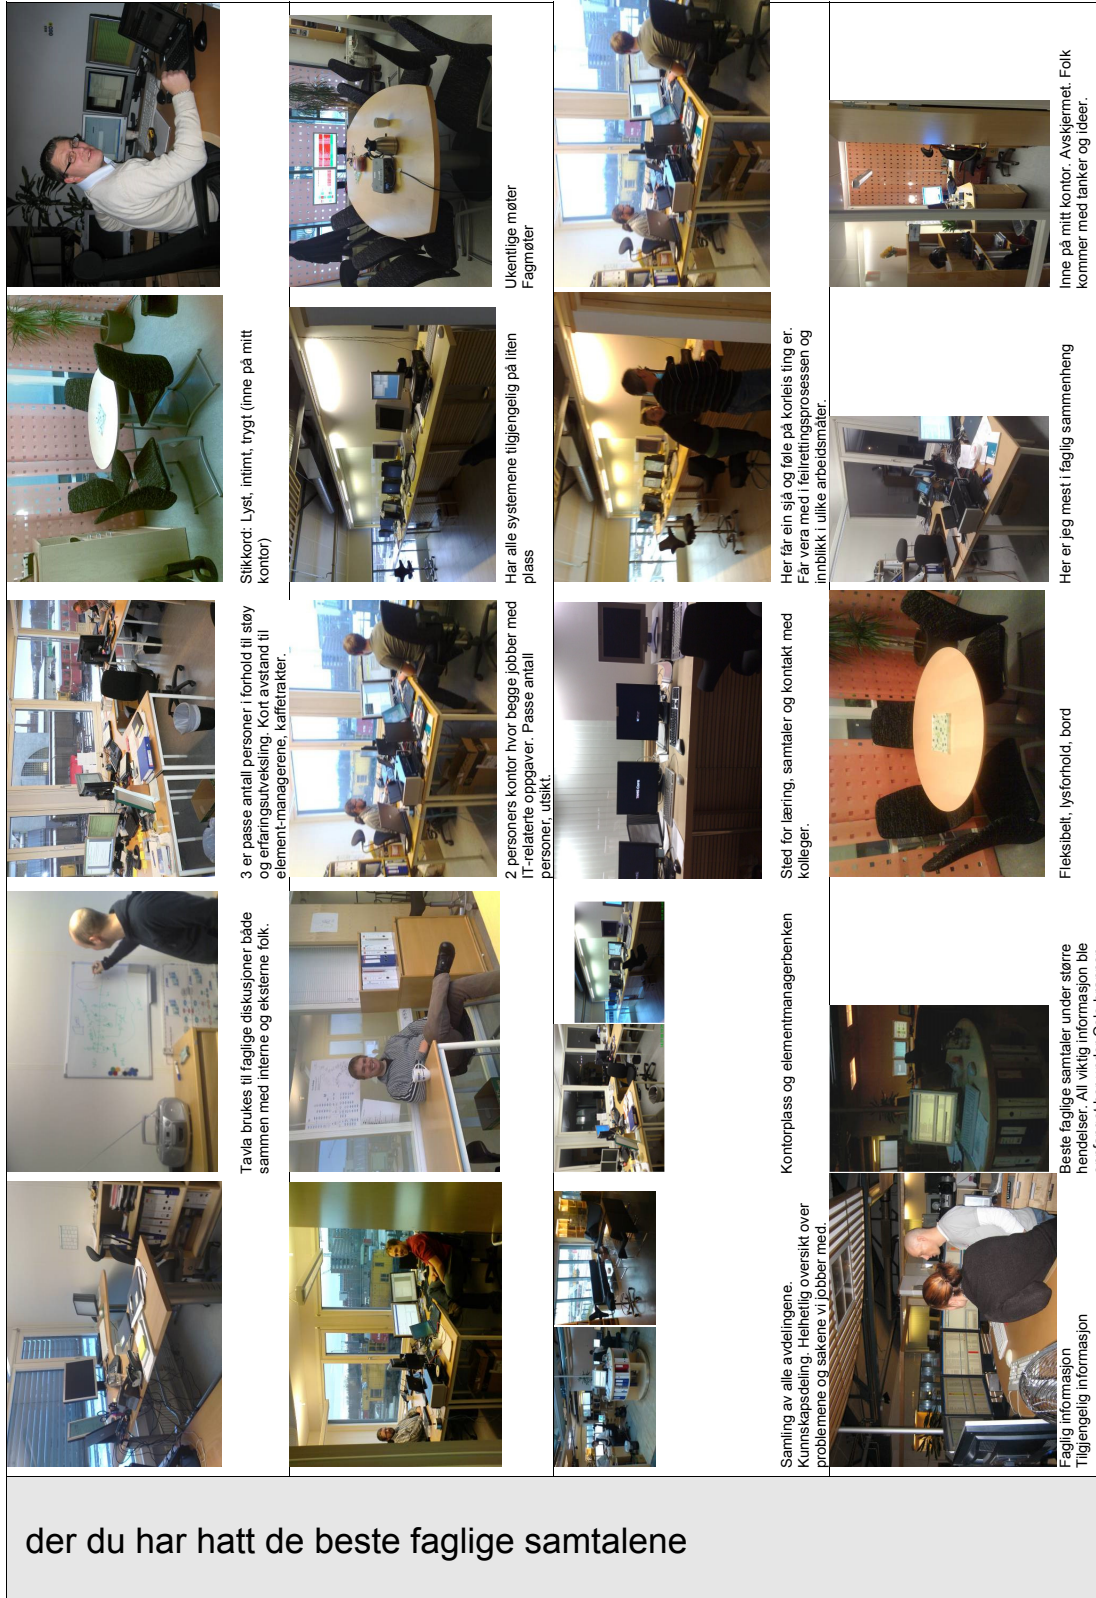 der du har hatt de beste faglige samtalene
Tavla brukes til faglige diskusjoner både
sammen med interne og eksterne folk.
3 er passe antall personer i forhold til støy
og erfaringsutveksling. Kort avstand til
element-managerene, kaffetrakter.
Stikkord: Lyst, intimt, trygt (inne på mitt
kontor)
2 personers kontor hvor begge jobber med
IT-relaterte oppgaver. Passe antall
personer, utsikt.
Har alle systemene tilgjengelig på liten
plass
Ukentlige møter
Fagmøter
Samling av alle avdelingene.
Kunnskapsdeling. Helhetlig oversikt over
problemene og sakene vi jobber med.
Kontorplass og elementmanagerbenken
Sted for læring, samtaler og kontakt med
kolleger.
Her får ein sjå og føle på korleis ting er.
Får vera med i feilrettingsprosessen og
innblikk i ulike arbeidsmåter.
Faglig informasjon
Tilgjengelig informasjon
Beste faglige samtaler under større
hendelser. All viktig informasjon ble
Fleksibelt, lysforhold, bord
Her er jeg mest i faglig sammenheng
Inne på mitt kontor. Avskjermet. Folk
kommer med tanker og ideer.